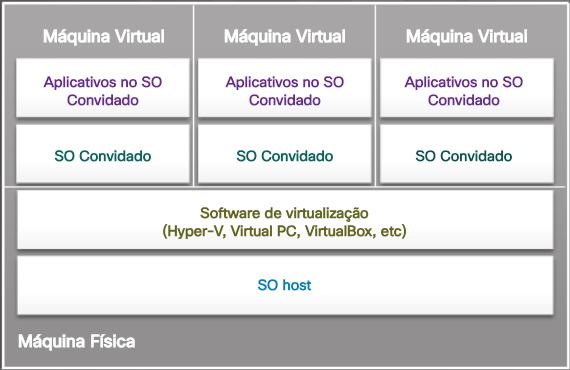 Máquina Virtual
Máquina Virtual
Máquina Virtual
Aplicativos no SO
Convidado
Aplicativos no SO
Convidado
Aplicativos no SO
Convidado
SO Convidado
SO Convidado
SO Convidado
Software de virtualização
(Hyper-V, Virtual PC, VirtualBox, etc)
SO host
Máquina Física